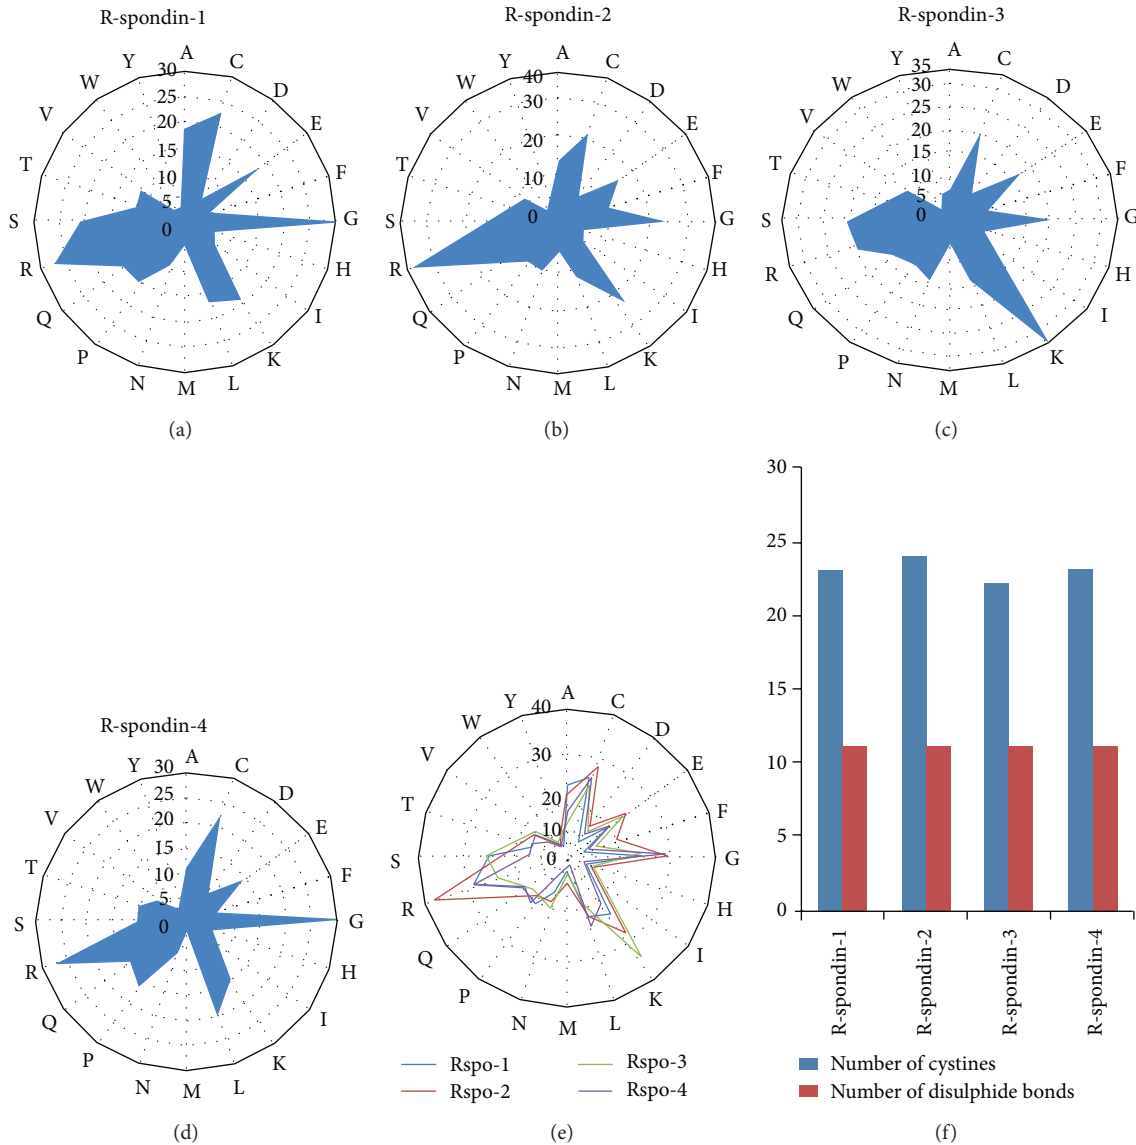 R-spondin-1
A
C
D
E
F
G
H
I
K
L
M
N
P
Q
R
S
T
V
W
Y
30
25
20
15
10
5
0
(a)
R-spondin-2
A
C
D
E
F
G
H
I
K
L
M
N
P
Q
R
S
T
V
W
Y
40
30
20
10
0
(b)
R-spondin-3
A
C
D
E
F
G
H
I
K
L
M
N
P
Q
R
S
T
V
W
Y
35
30
25
20
15
10
5
0
(c)
R-spondin-4
A
C
D
E
F
G
H
I
K
L
M
N
P
Q
R
S
T
V
W
Y
30
25
20
15
10
5
0
(d)
A
C
D
E
F
G
H
I
K
L
M
N
P
Q
R
S
T
V
W
Y
40
30
20
10
0
Rspo-1
Rspo-3
Rspo-2
Rspo-4
(e)
30
25
20
15
10
5
0
R-spondin-1
R-spondin-2
R-spondin-3
R-spondin-4
Number of cystines
Number of disulphide bonds
(f)